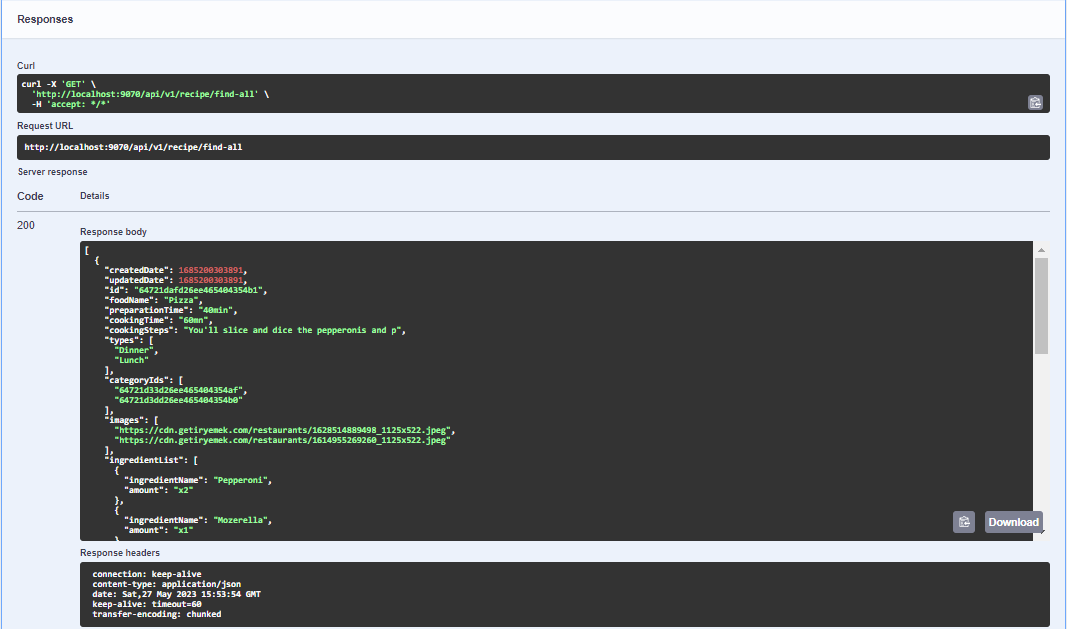 Responses
Curl
curl -X 'GET' \
'http://localhost:9070/api/v1/recipe/find-all' \
-H 'accept: */*'
Request URL
http://localhost:9070/api/v1/recipe/find-all
Server response
Code Details
200
Response body
[
{
"createdDate": 1685200303891,
"updatedDate": 1685200303891,
"id": "64721dafd26ee465404354b1",
"foodName": "Pizza",
"preparationTime": "40min",
"cookingTime": "60mn",
"cookingSteps": "You'll slice and dice the pepperonis and p",
"types": [
"Dinner",
"Lunch"
],
"categoryIds": [
"64721d33d26ee465404354af",
"64721d3dd26ee465404354b0"
],
"images": [
"https://cdn.getiryemek.com/restaurants/1628514889498_1125x522.jpeg",
"https://cdn.getiryemek.com/restaurants/1614955269260_1125x522.jpeg"
],
"ingredientList": [
{
"ingredientName": "Pepperoni",
"amount": "x2"
},
{
"ingredientName": "Mozerella",
"amount": "x1"
}
Download
Response headers
connection: keep-alive
content-type: application/json
date: Sat,27 May 2023 15:53:54 GMT
keep-alive: timeout=60
transfer-encoding: chunked